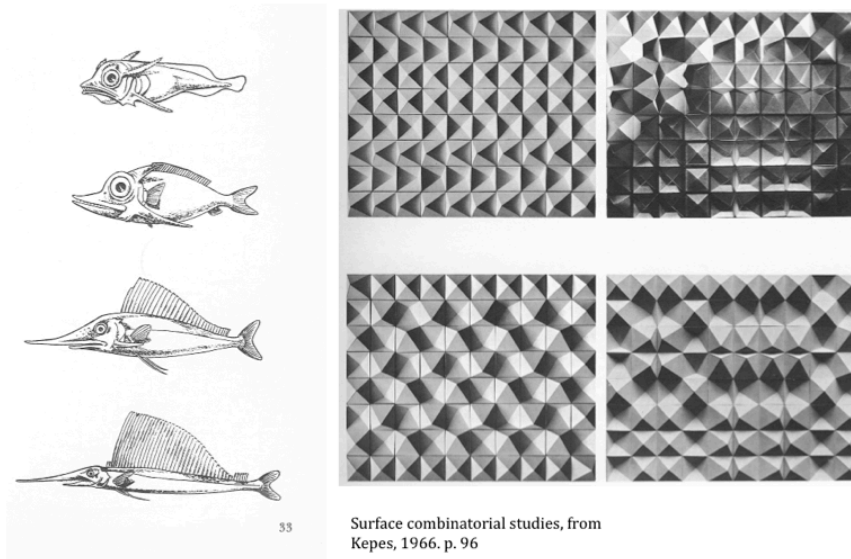 33
Surface combinatorial studies, from
Kepes, 1966. p. 96